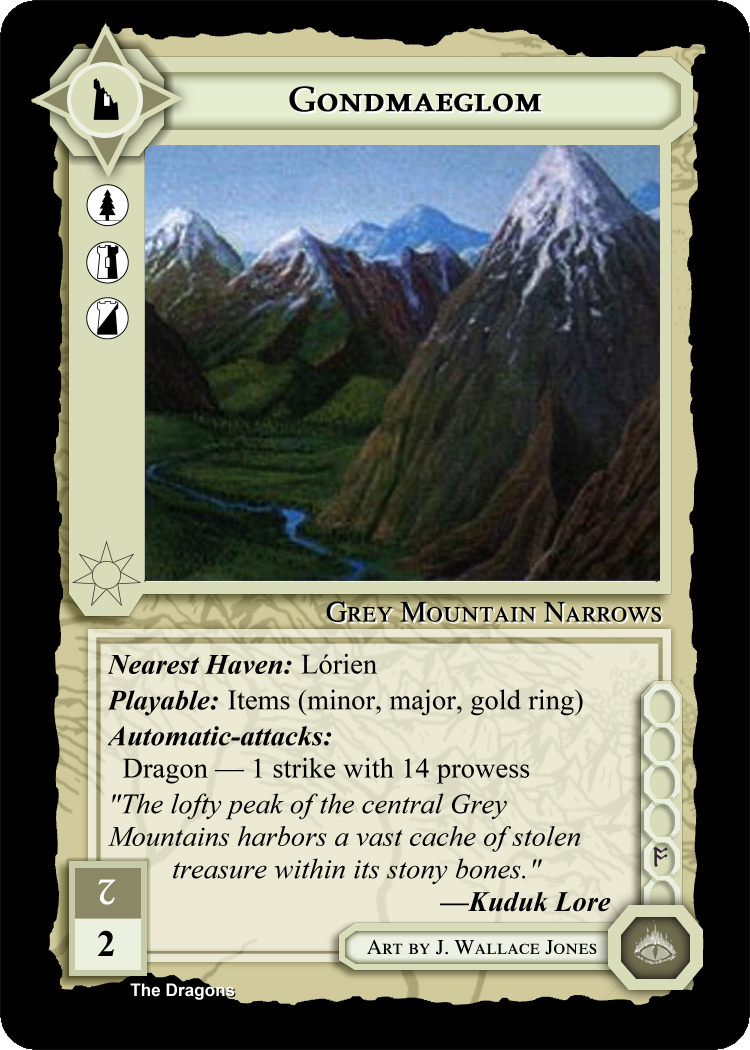 Gondmaeglom
Grey Mountain Narrows
Nearest Haven: Lórien
Playable: Items (minor, major, gold ring)
Automatic-attacks:
Dragon — 1 strike with 14 prowess
"The lofty peak of the central Grey
Mountains harbors a vast cache of stolen
treasure within its stony bones."
—Kuduk Lore
2
2
Art by J. Wallace Jones
The Dragons